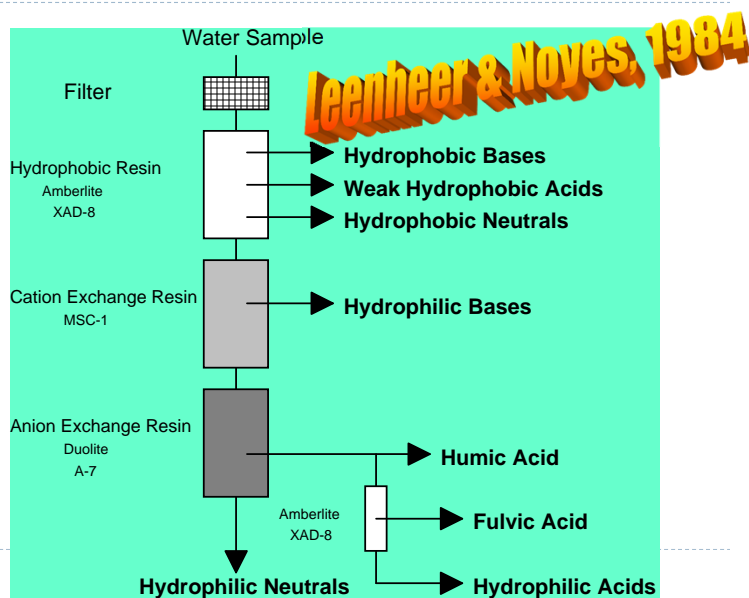 Water Sample
Leenheer & Noyes, 1984
Filter
Hydrophobic Resin
Amberlite
XAD-8
Hydrophobic Bases
Weak Hydrophobic Acids
Hydrophobic Neutrals
Cation Exchange Resin
MSC-1
Hydrophilic Bases
Anion Exchange Resin
Duolite
A-7
Humic Acid
Amberlite
XAD-8
Fulvic Acid
Hydrophilic Neutrals
Hydrophilic Acids